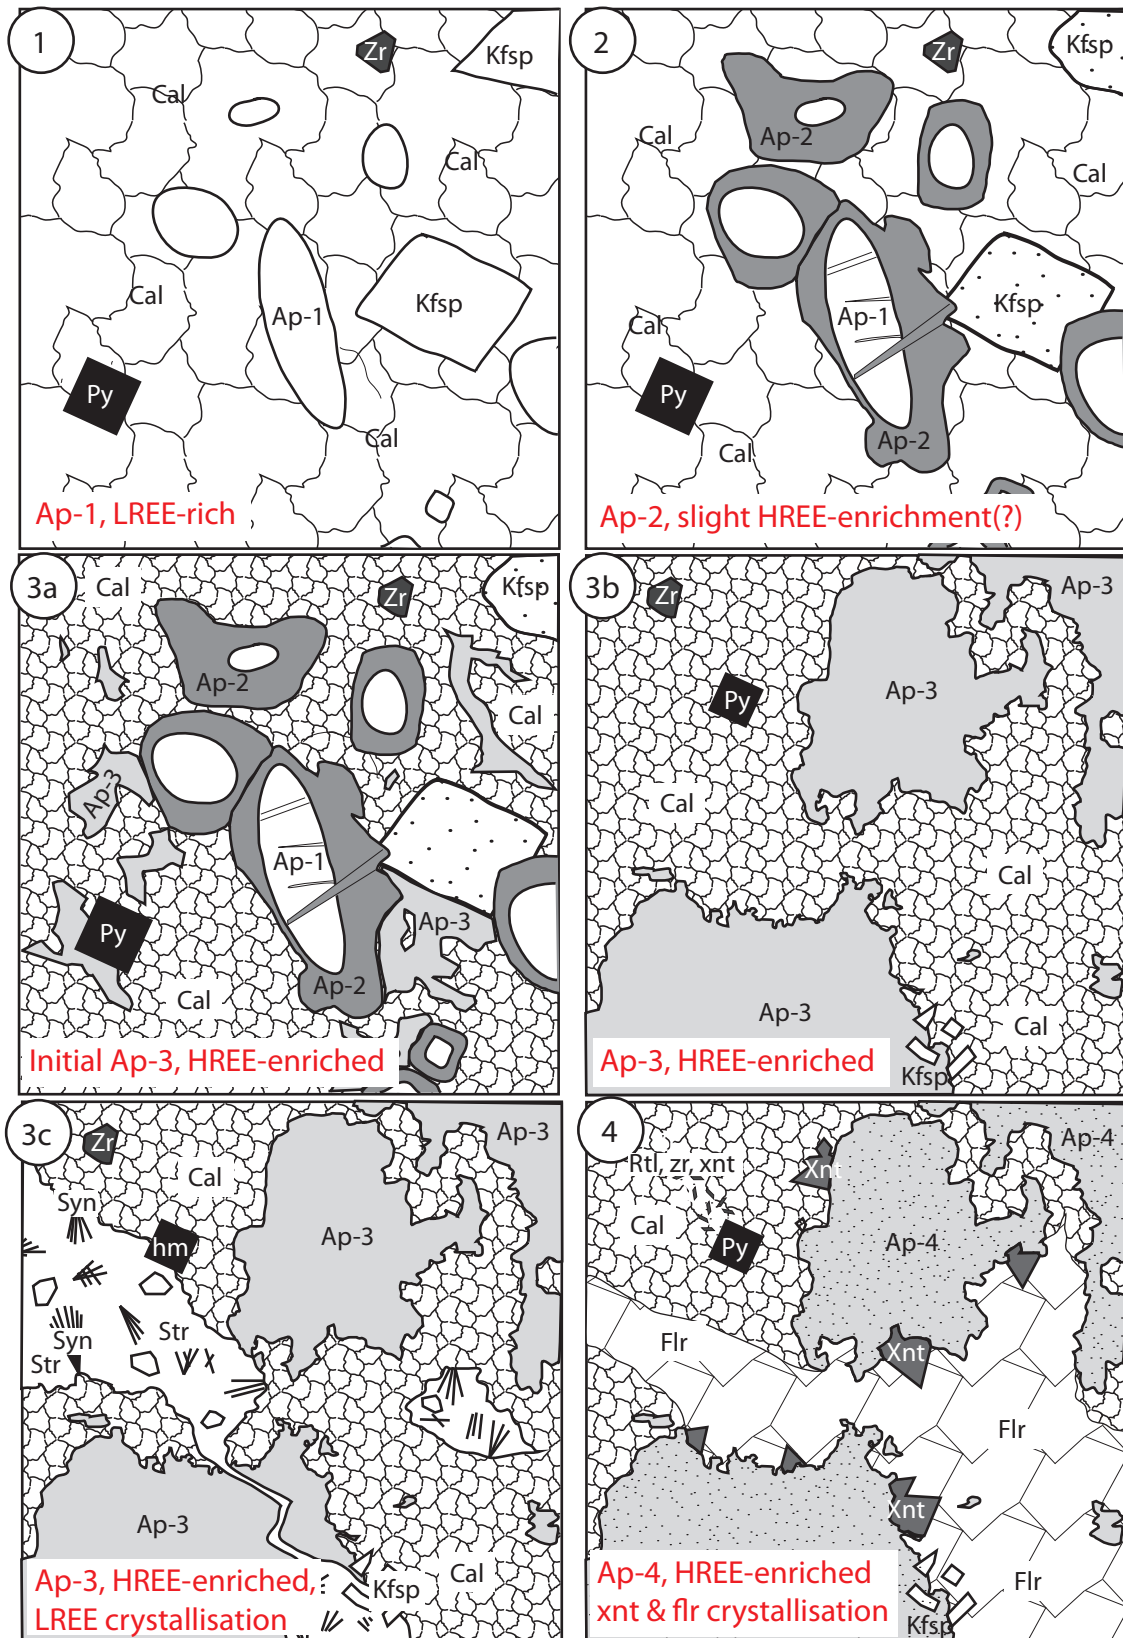 1
Zr
Kfsp
Cal
Cal
Cal
Ap-1
Kfsp
Py
Cal
Ap-1, LREE-rich
2
Zr
Kfsp
Cal
Ap-2
Cal
Kfsp
Cal
Ap-1
Py
Ap-2
Cal
Ap-2, slight HREE-enrichment(?)
3a
Cal
Zr
Kfsp
Ap-2
Cal
Ap-3
Ap-1
Ap-3
Py
Ap-2
Cal
Initial Ap-3, HREE-enriched
3b
Zr
Ap-3
Py
Ap-3
Cal
Cal
Ap-3
Cal
Kfsp
Ap-3, HREE-enriched
3c
Zr
Ap-3
Cal
Syn
hm
Ap-3
Str
Syn
Str
Ap-3
Cal
Kfsp
Ap-3, HREE-enriched,
LREE crystallisation
4
Ap-4
Rtl, zr, xnt
Xnt
Cal
Py
Ap-4
Flr
Xnt
Flr
Xnt
Flr
Kfsp
Ap-4, HREE-enriched
xnt & flr crystallisation